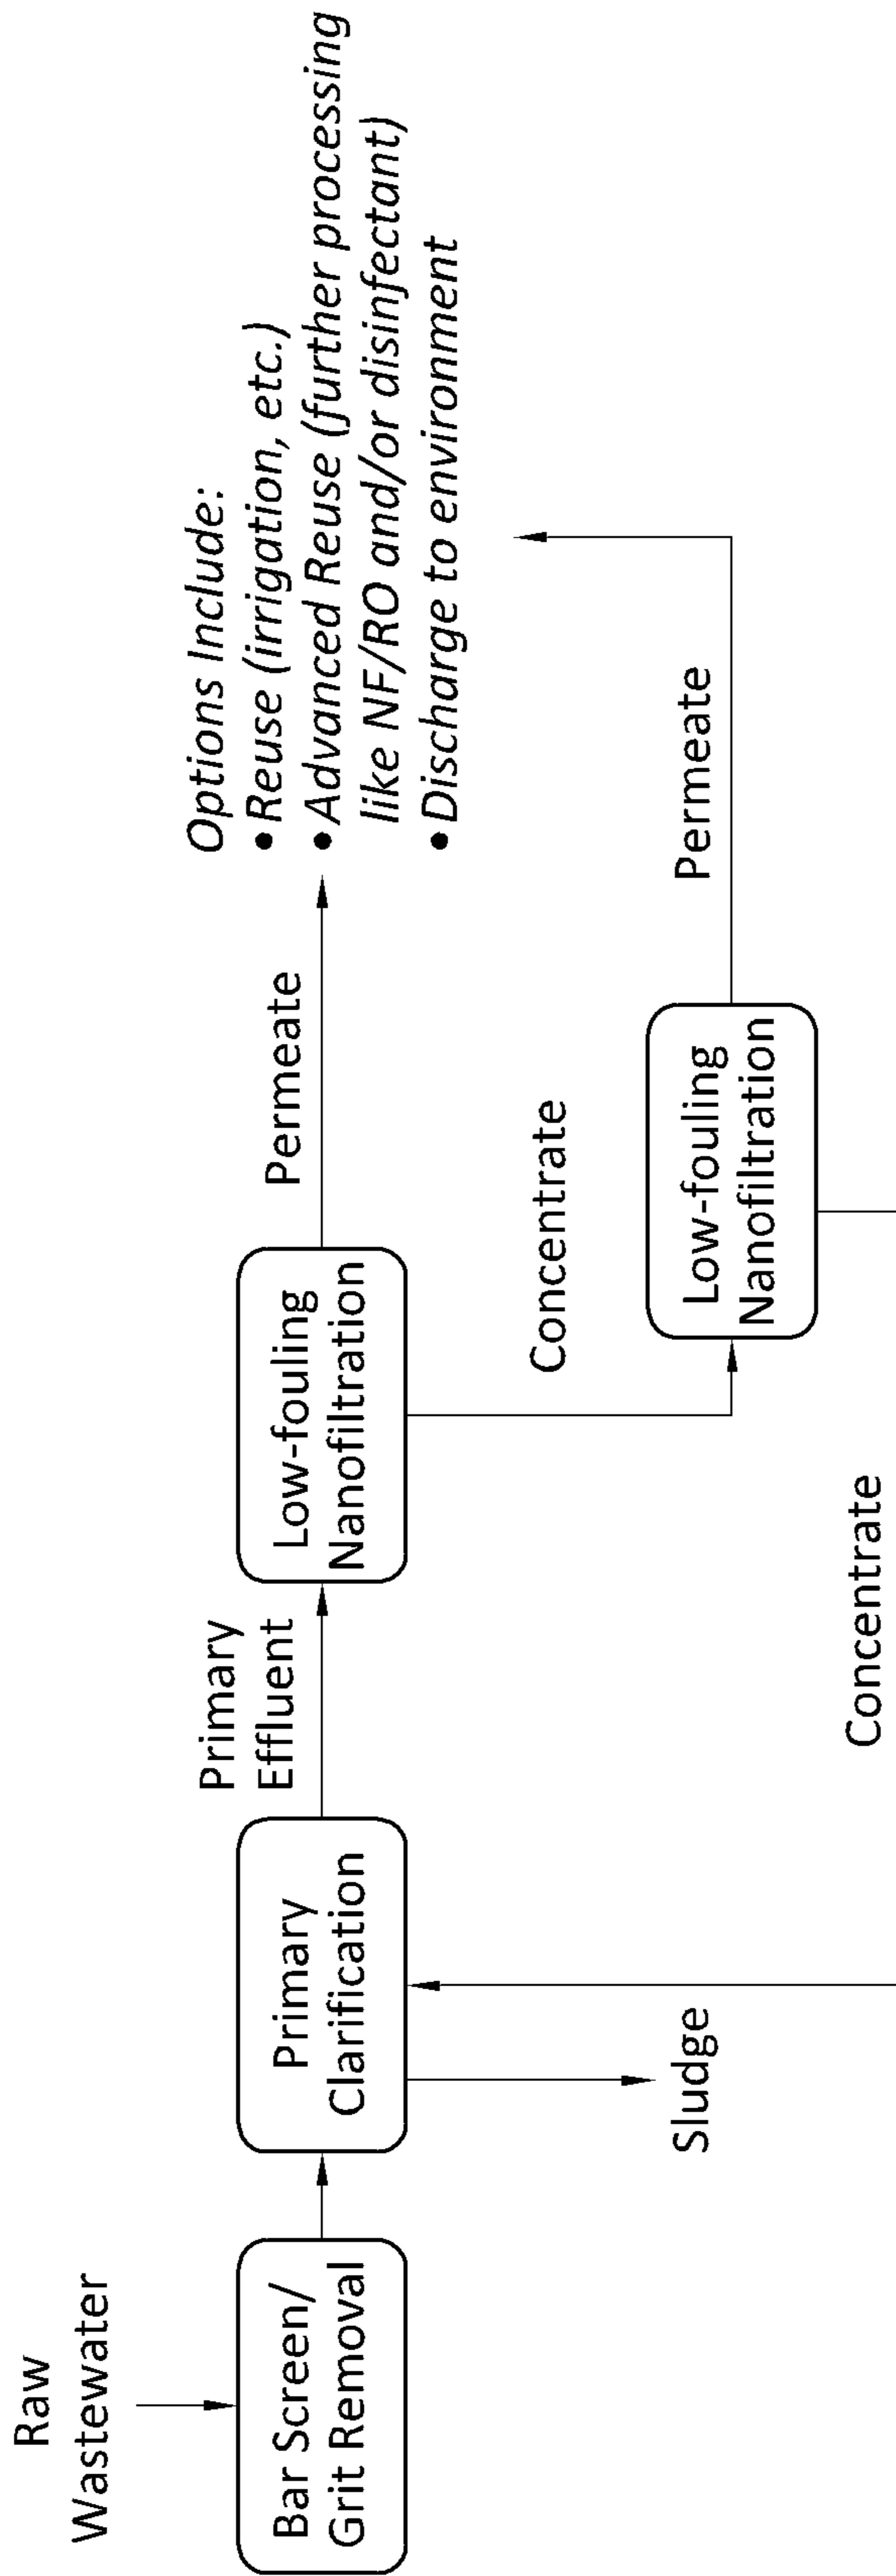 Raw
Wastewater
Bar Screen/
Grit Removal
Primary
Clarification
Sludge
Primary
Effluent
Low-fouling
Nanofiltration
Permeate
Options Include:
• Reuse (irrigation, etc.)
• Advanced Reuse (further processing
like NF/RO and/or disinfectant)
• Discharge to environment
Concentrate
Low-fouling
Nanofiltration
Permeate
Concentrate